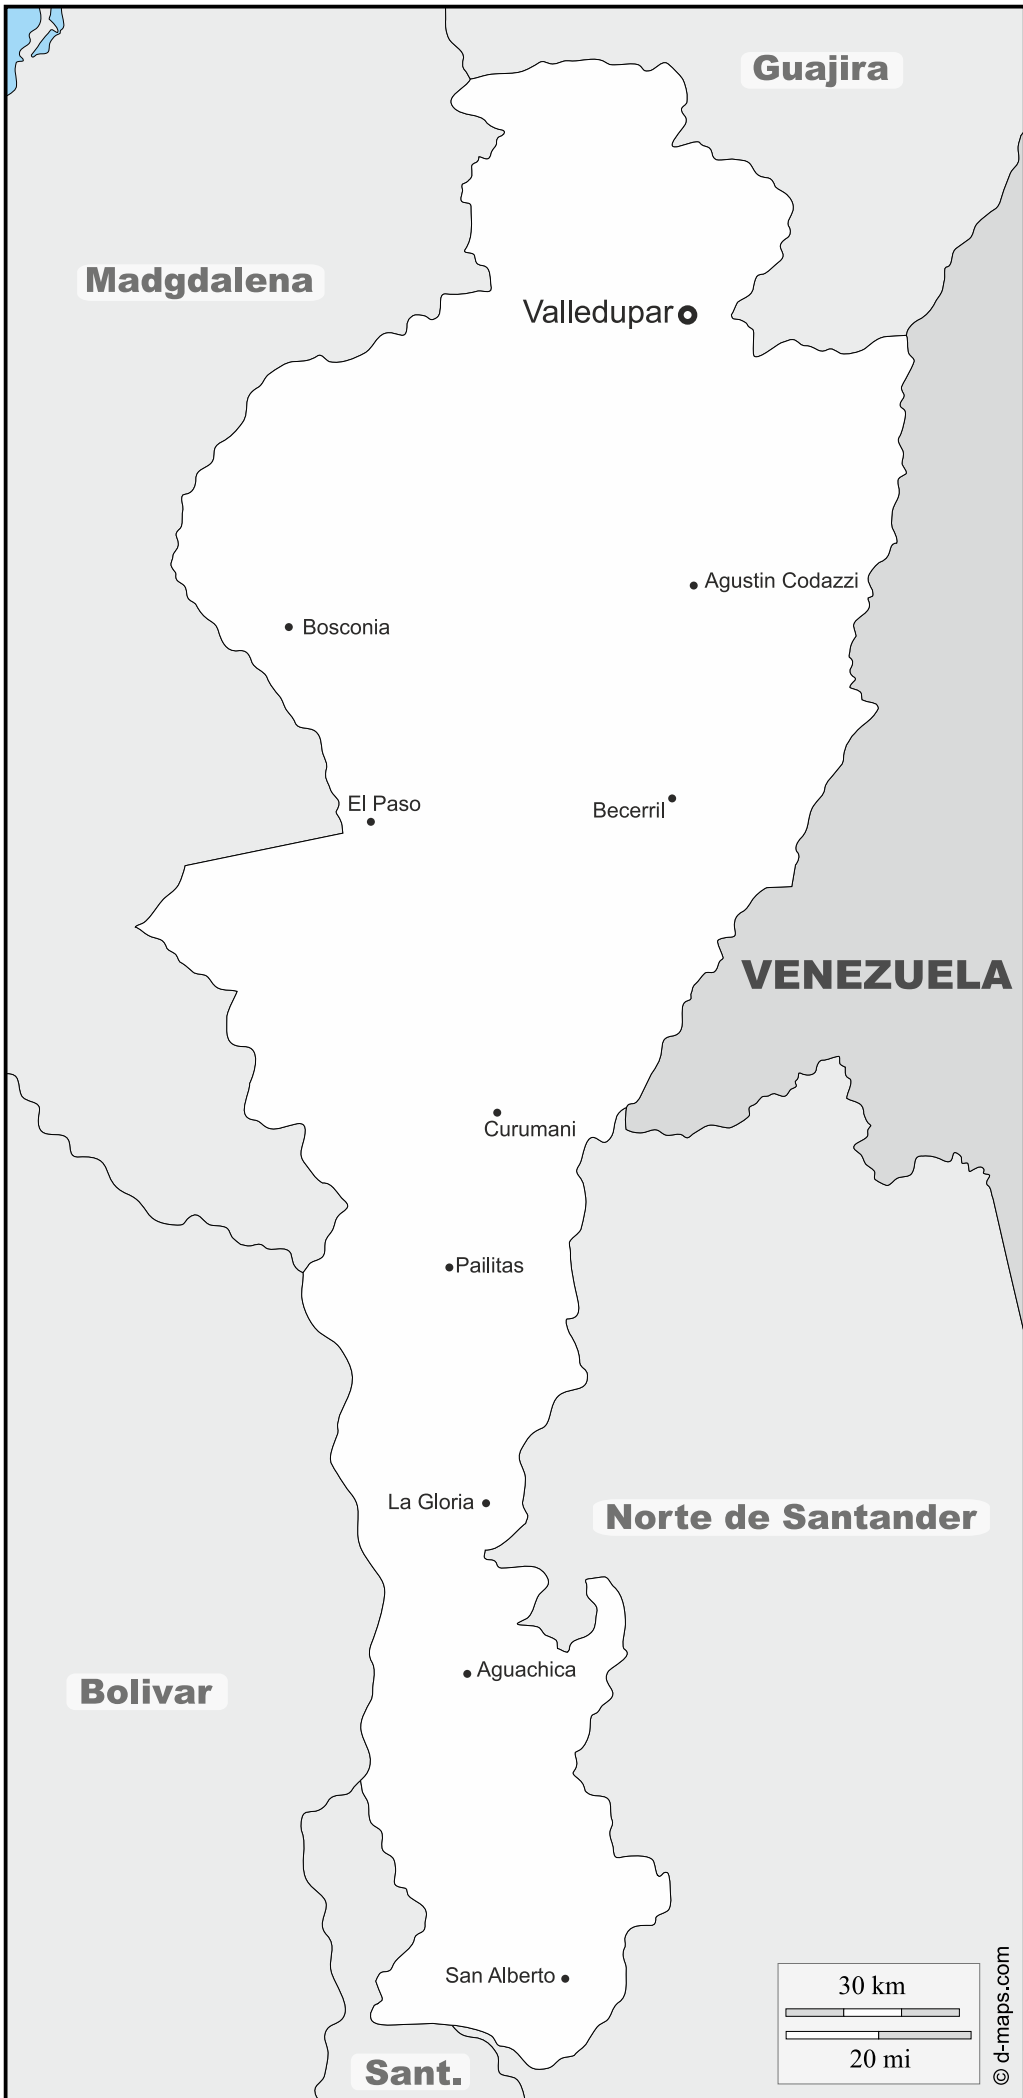 Guajira
Madgdalena
Valledupar
Agustin Codazzi
Bosconia
El Paso
Becerril
VENEZUELA
Curumani
Pailitas
La Gloria
Norte de Santander
Aguachica
Bolivar
San Alberto
30 km
20 mi
© d-maps.com
Sant.